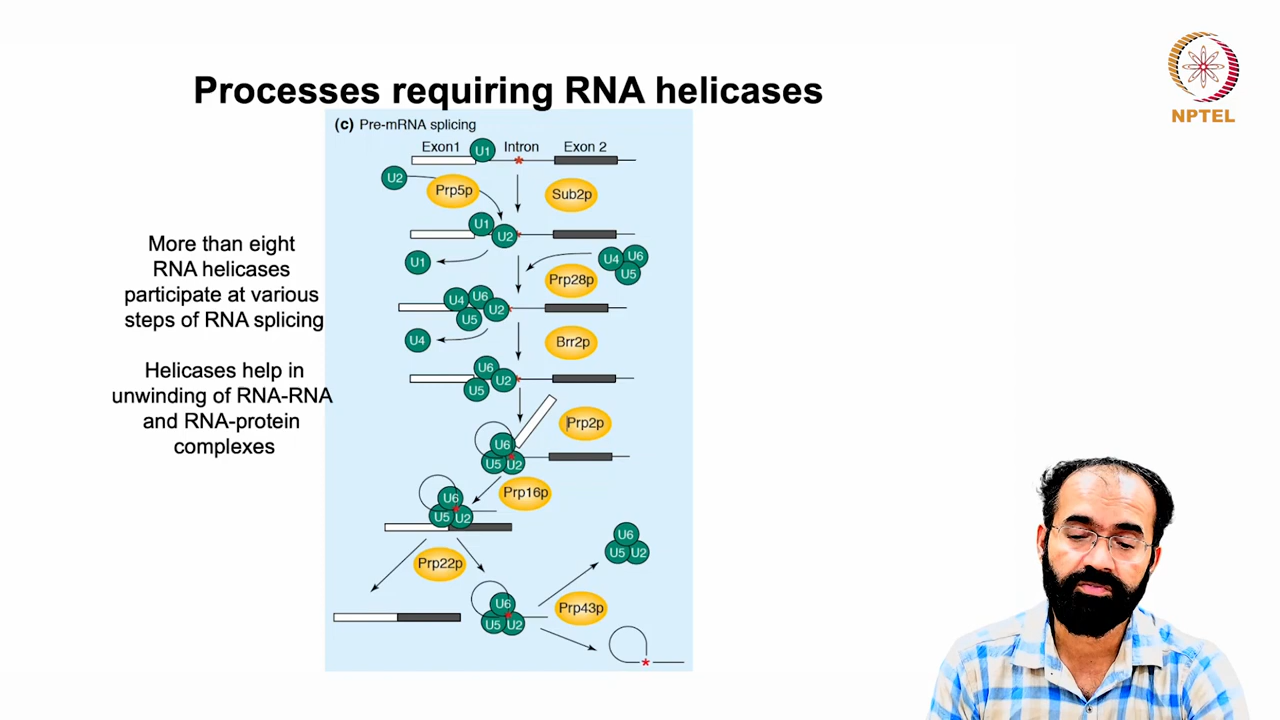 Processes requiring RNA helicases
NPTEL
More than eight
RNA helicases
participate at various
steps of RNA splicing
Helicases help in
unwinding of RNA-RNA
and RNA-protein
complexes
(c) Pre-mRNA splicing
Exon1 U1 Intron Exon 2
*
U2 Prp5p Sub2p
U1
U2 *
U1 U4 U6
U5
Prp28p
U4 U6
U5 U2 *
U4 Brr2p
U6
U5 U2 *
Prp2p
U6
U5 * U2
Prp16p
U6
U5 * U2
Prp22p
U6
U5 U2
U6
U5 * U2
Prp43p
*